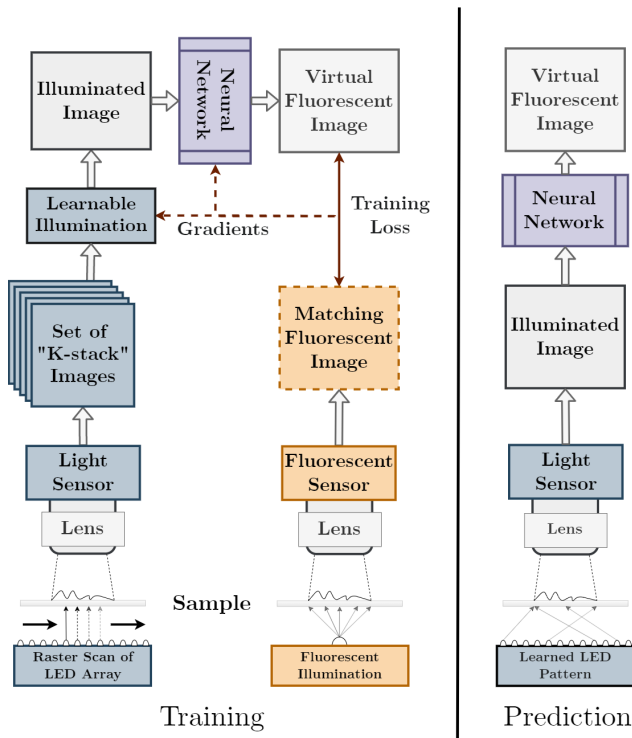 Illuminated
Image
Neural
Network
Virtual
Fluorescent
Image
Learnable
Illumination
Gradients
Training
Loss
Set of
"K-stack"
Images
Matching
Fluorescent
Image
Light
Sensor
Fluorescent
Sensor
Lens
Lens
Sample
Raster Scan of
LED Array
Fluorescent
Illumination
Training
Virtual
Fluorescent
Image
Neural
Network
Illuminated
Image
Light
Sensor
Lens
Learned LED
Pattern
Prediction